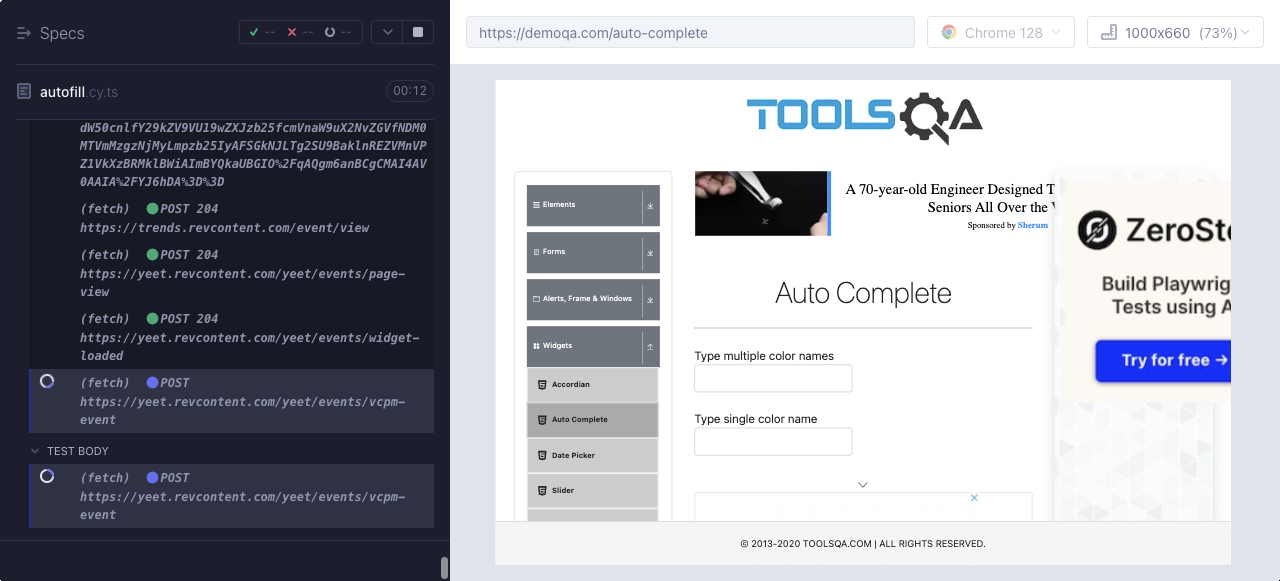 Specs
--
--
--
autofill.cy.ts
00:12
dW50cnlfY29kZV9VU19wZXJzb25fcmVnaW9uX2NvZGVfNDM0
MTVmMzgzNjMyLmpzb25IyAFSGkNJLTg2SU9BaklnREZVMnVP
Z1VkXzBRMklBWiAImBYQkaUBGIO%2FqAQgm6anBCgCMAI4AV
0AAIA%2FYJ6hDA%3D%3D
(fetch) POST 204
https://trends.revcontent.com/event/view
(fetch) POST 204
https://yeet.revcontent.com/yeet/events/page-
view
(fetch) POST 204
https://yeet.revcontent.com/yeet/events/widget-
loaded
(fetch) POST
https://yeet.revcontent.com/yeet/events/vcpm-
event
TEST BODY
(fetch) POST
https://yeet.revcontent.com/yeet/events/vcpm-
event
https://demoqa.com/auto-complete
Chrome 128
1000x660 (73%)
TOOLSQA
Elements
Forms
Alerts, Frame & Windows
Widgets
Accordian
Auto Complete
Date Picker
Slider
A 70-year-old Engineer Designed T
Seniors All Over the
Sponsored by Sherum
Auto Complete
Type multiple color names
Type single color name
ZeroSt
Build Playwrig
Tests using A
Try for free →
© 2013-2020 TOOLSQA.COM | ALL RIGHTS RESERVED.